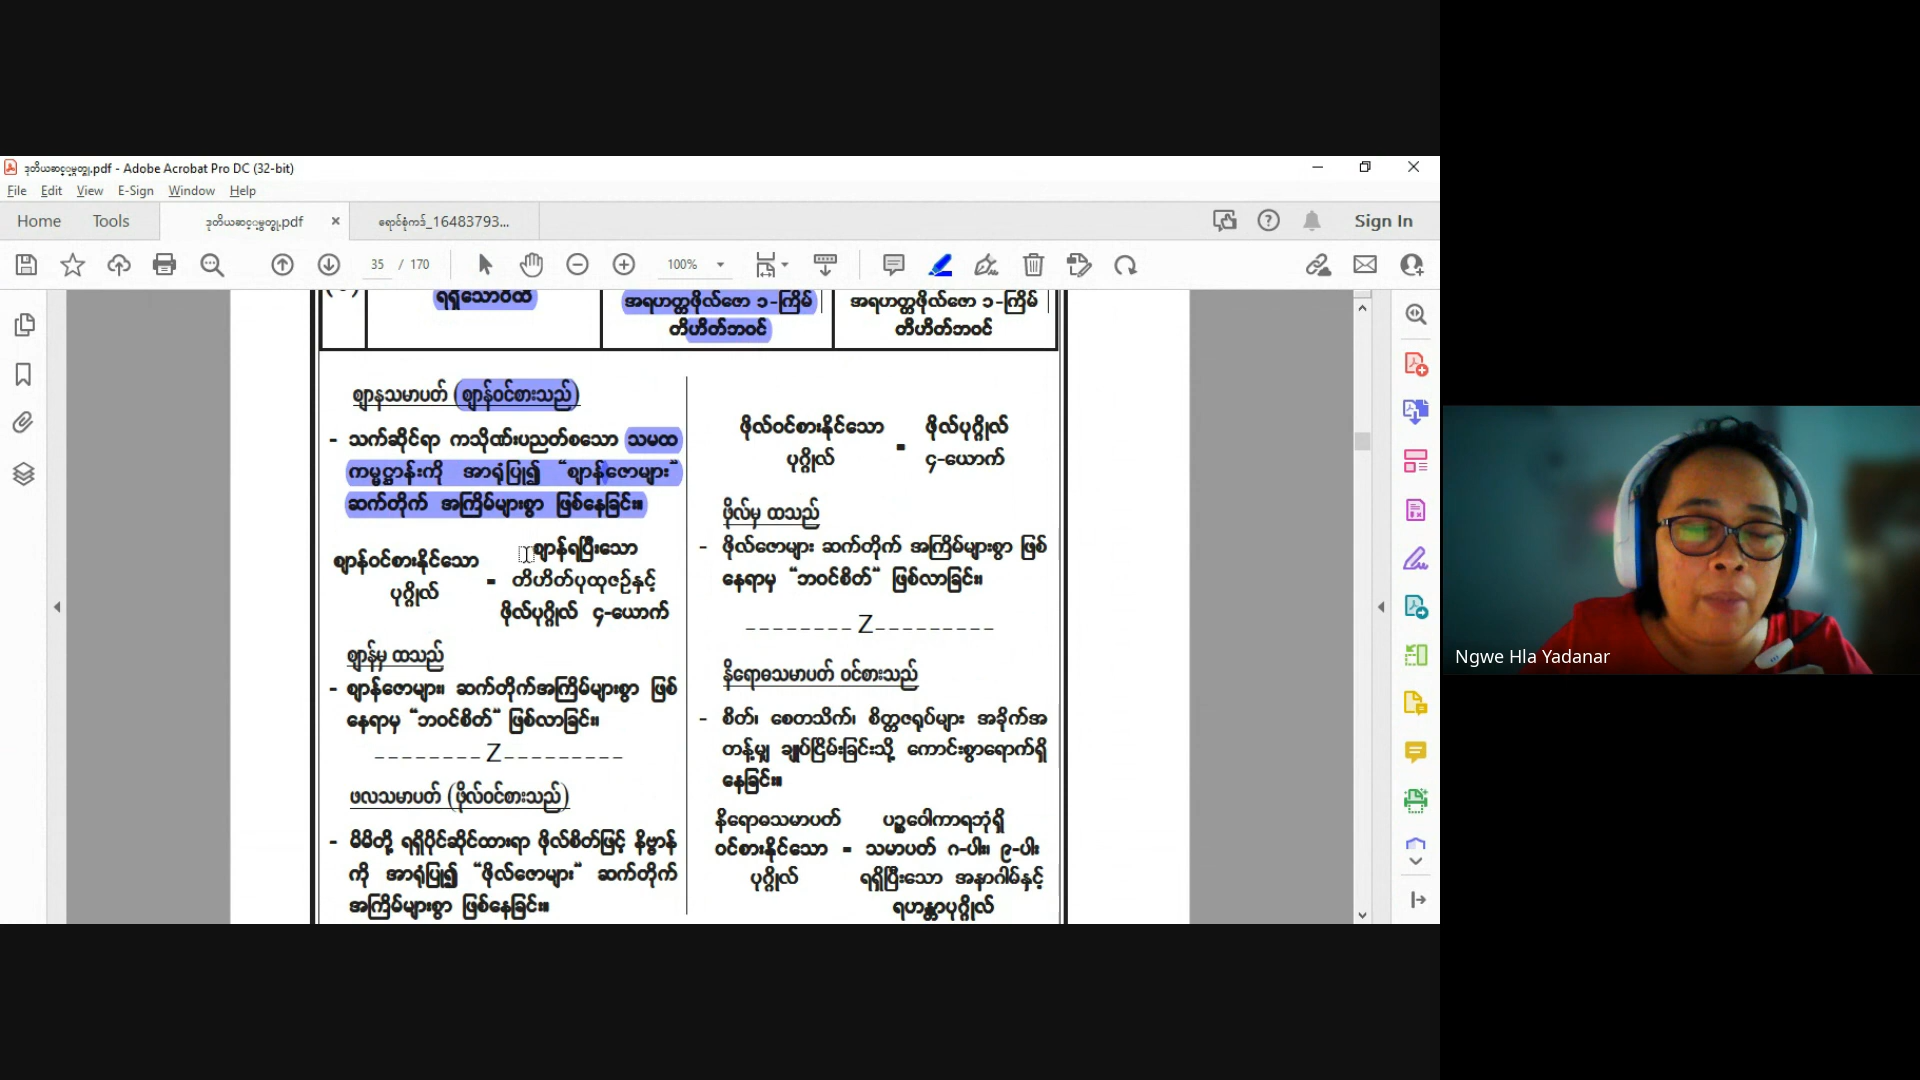 ဒုတိယဆင့်မှတ်စု.pdf - Adobe Acrobat Pro DC (32-bit)
File Edit View E-Sign Window Help
Home Tools
.pdf
_16483793...
Sign In
35 / 170
100%
ရရှိသောဝီထိ
အရဟတ္တဖိုလ်ဇော ၁-ကြိမ်
တိဟိတ်ဘဝင်
အရဟတ္တဖိုလ်ဇော ၁-ကြိမ်
တိဟိတ်ဘဝင်
ဈာနသမာပတ် (ဈာန်ဝင်စားသည်)
- သက်ဆိုင်ရာ ကသိုဏ်းပညတ်စသော သမထ
ကမ္မဋ္ဌာန်းကို အာရုံပြု၍ “ဈာန်ဇောများ“
ဆက်တိုက် အကြိမ်များစွာ ဖြစ်နေခြင်း။
ဈာန်ဝင်စားနိုင်သော
ပုဂ္ဂိုလ်
=
ဈာန်ရပြီးသော
တိဟိတ်ပုထုဇဉ်နှင့်
ဖိုလ်ပုဂ္ဂိုလ် ၄-ယောက်
ဈာန်မှ ထသည်
- ဈာန်ဇောများ၊ ဆက်တိုက်အကြိမ်များစွာ ဖြစ်
နေရာမှ “ဘဝင်စိတ်“ ဖြစ်လာခြင်း။
--------Z---------
ဖလသမာပတ် (ဖိုလ်ဝင်စားသည်)
- မိမိတို့ ရရှိပိုင်ဆိုင်ထားရာ ဖိုလ်စိတ်ဖြင့် နိဗ္ဗာန်
ကို အာရုံပြု၍ “ဖိုလ်ဇောများ“ ဆက်တိုက်
အကြိမ်များစွာ ဖြစ်နေခြင်း။
ဖိုလ်ဝင်စားနိုင်သော
ပုဂ္ဂိုလ်
=
ဖိုလ်ပုဂ္ဂိုလ်
၄-ယောက်
ဖိုလ်မှ ထသည်
- ဖိုလ်ဇောများ ဆက်တိုက် အကြိမ်များစွာ ဖြစ်
နေရာမှ “ဘဝင်စိတ်“ ဖြစ်လာခြင်း။
--------Z---------
နိရောဓသမာပတ် ဝင်စားသည်
- စိတ်၊ စေတသိက်၊ စိတ္တဇရုပ်များ အခိုက်အ
တန့်မျှ ချုပ်ငြိမ်းခြင်းသို့ ကောင်းစွာရောက်ရှိ
နေခြင်း။
နိရောဓသမာပတ်
ဝင်စားနိုင်သော
ပုဂ္ဂိုလ်
=
ပဉ္စဝေါကာရဘုံ၌
သမာပတ် ၈-ပါး၊ ၉-ပါး
ရရှိပြီးသော အနာဂါမ်နှင့်
ရဟန္တာပုဂ္ဂိုလ်
Ngwe Hla Yadanar